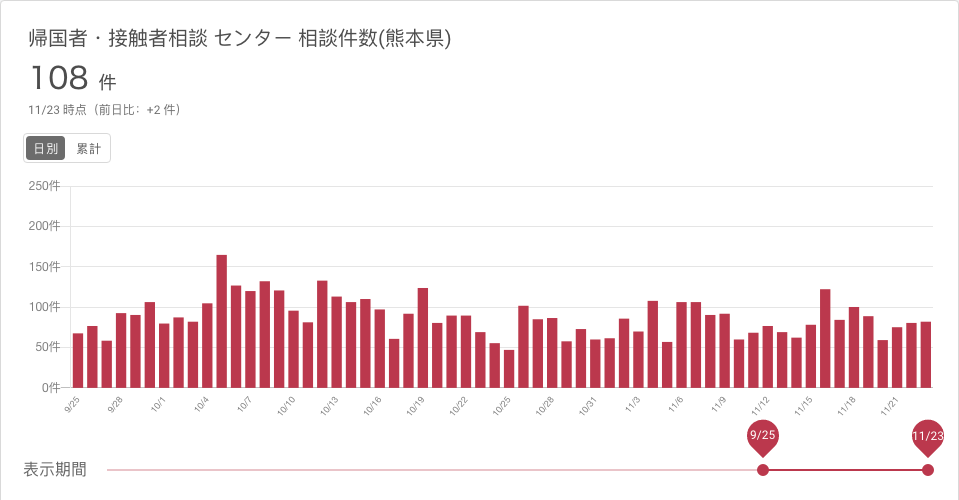 帰国者・接触者相談 センター 相談件数(熊本県)
108 件
11/23 時点（前日比：+2 件）
日別 累計
250件
200件
150件
100件
50件
0件
9/25 9/28 10/1 10/4 10/7 10/10 10/13 10/16 10/19 10/22 10/25 10/28 10/31 11/3 11/6 11/9 11/12 11/15 11/18 11/21
9/25 11/23
表示期間